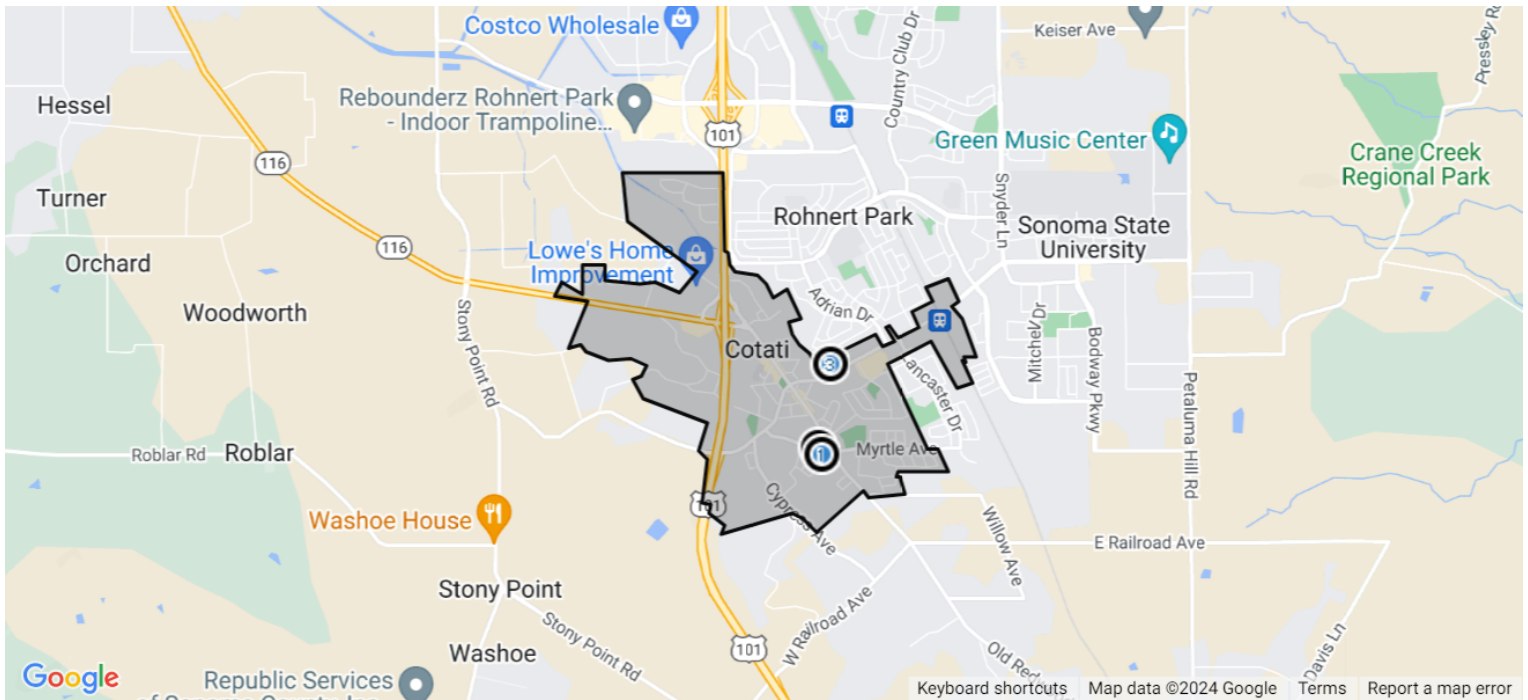 Costco Wholesale
Keiser Ave
Pressley
Country Club Dr
Hessel
Rebounderz Rohnert Park
- Indoor Trampoline...
101
Green Music Center
116
Crane Creek
Regional Park
Turner
Snyder Ln
Rohnert Park
Sonoma State
University
116
Lowe's Home
Improvement
Orchard
Adrian Dr
Woodworth
Stony Point Rd
Mitchell Dr
Bodway Pkwy
Cotati
3
Lancaster Dr
Petaluma Hill Rd
Roblar Rd
Roblar
1
Myrtle Ave
101
Cypress Ave
Washoe House
Willow Ave
E Railroad Ave
Stony Point
W Railroad Ave
Stony Point Rd
Washoe
101
Old
Davis Ln
Google
Republic Services
Keyboard shortcuts
Map data ©2024 Google
Terms
Report a map error